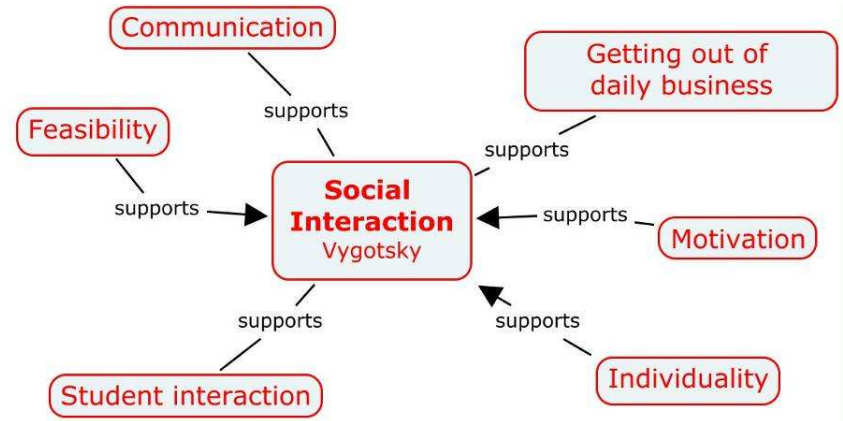 Communication
Getting out of
daily business
supports
Feasibility
supports
supports
Social
Interaction
Vygotsky
supports
Motivation
supports
supports
Student interaction
Individuality